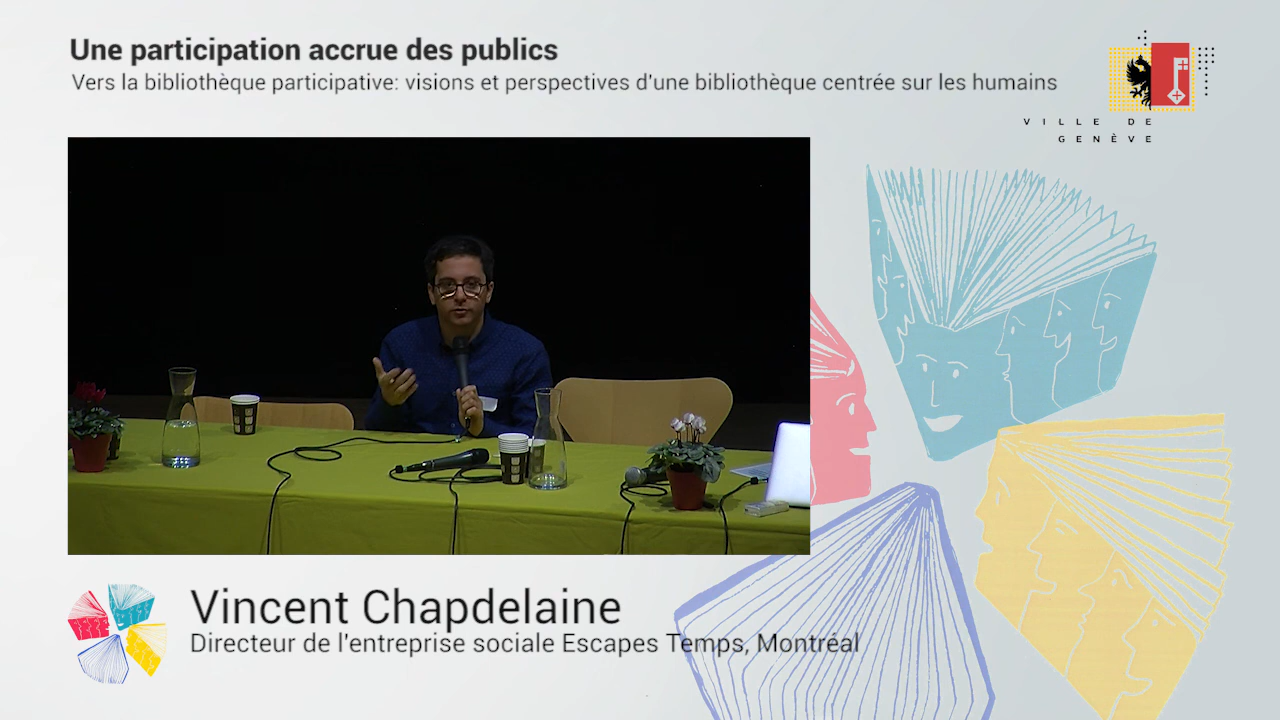 Une participation accrue des publics
Vers la bibliothèque participative: visions et perspectives d'une bibliothèque centrée sur les humains
VILLE DE
GENÈVE
Vincent Chapdelaine
Directeur de l'entreprise sociale Escapes Temps, Montréal